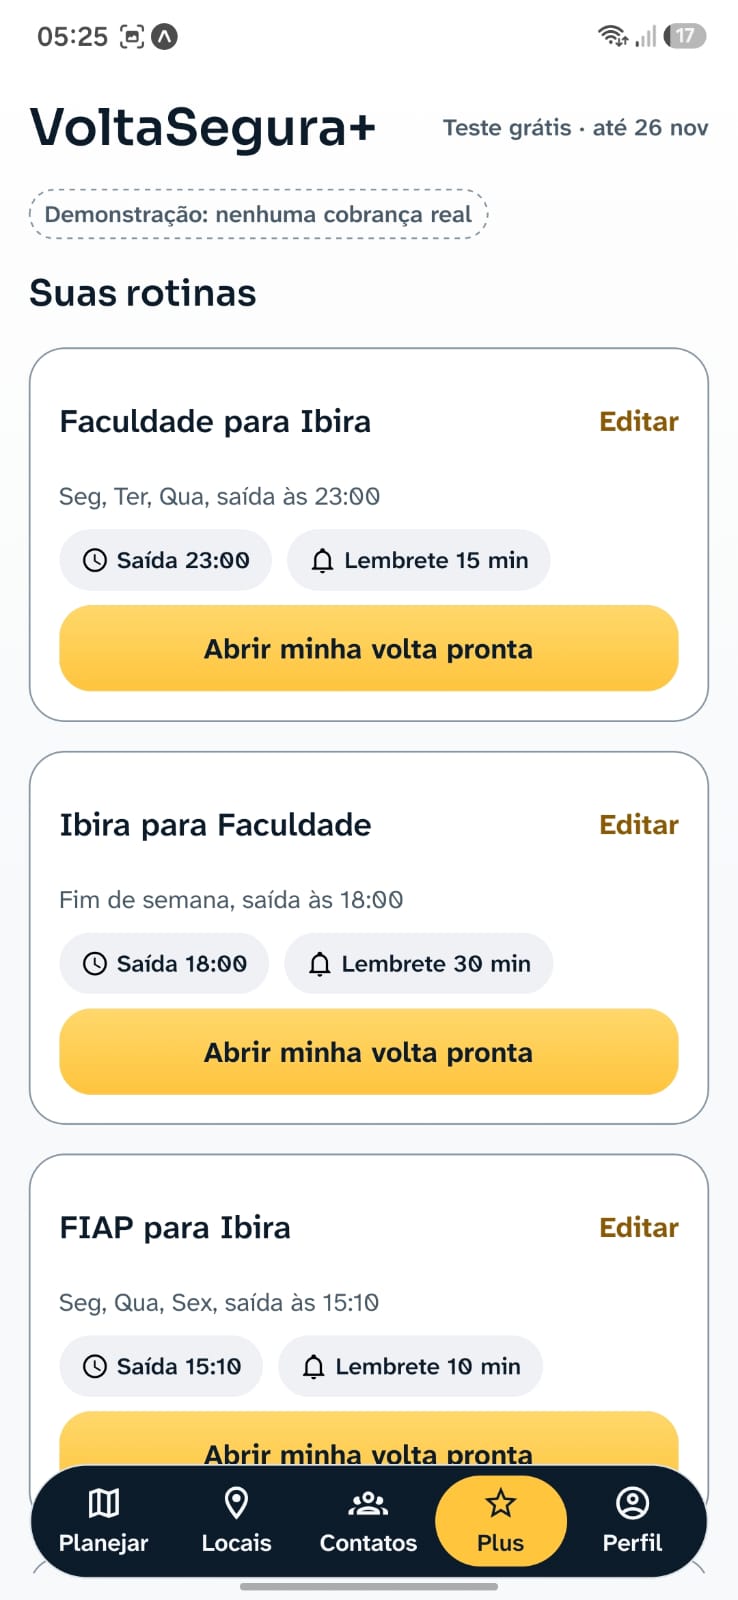 05:25
17
VoltaSegura+
Teste grátis · até 26 nov
Demonstração: nenhuma cobrança real
Suas rotinas
Faculdade para Ibira
Editar
Seg, Ter, Qua, saída às 23:00
Saída 23:00
Lembrete 15 min
Abrir minha volta pronta
Ibira para Faculdade
Editar
Fim de semana, saída às 18:00
Saída 18:00
Lembrete 30 min
Abrir minha volta pronta
FIAP para Ibira
Editar
Seg, Qua, Sex, saída às 15:10
Saída 15:10
Lembrete 10 min
Abrir minha volta pronta
Planejar
Locais
Contatos
Plus
Perfil